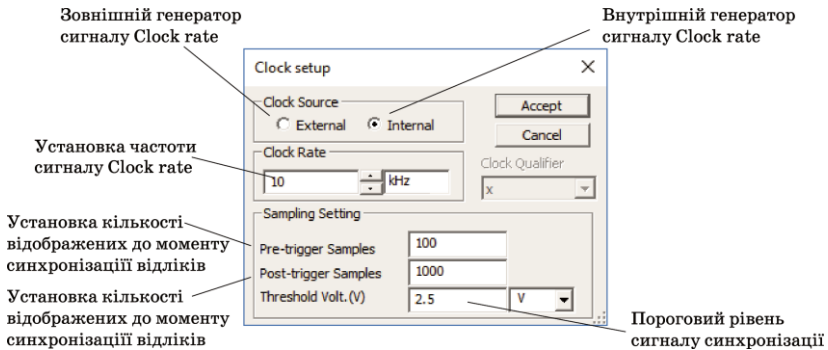 Зовнішній генератор
сигналу Clock rate
Внутрішній генератор
сигналу Clock rate
Clock setup
Clock Source
External
Internal
Accept
Cancel
Установка частоти
сигналу Clock rate
Clock Rate
10
kHz
Clock Qualifier
x
Sampling Setting
Установка кількості
відображених до моменту
синхронізаціїї відліків
Pre-trigger Samples
100
Post-trigger Samples
1000
Threshold Volt.(V)
2.5
V
Установка кількості
відображених до моменту
синхронізаціїї відліків
Пороговий рівень
сигналу синхронізації